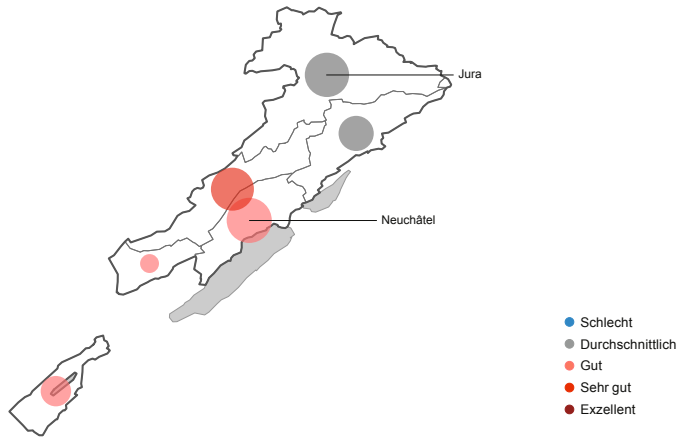 Jura
Neuchâtel
Schlecht
Durchschnittlich
Gut
Sehr gut
Exzellent